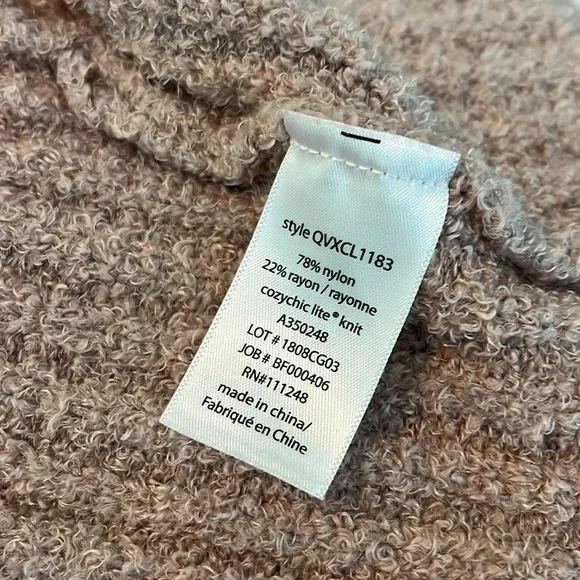 style QVXCL1183
78% nylon
22% rayon / rayonne
cozychic lite® knit
A350248
LOT # 1808CG03
JOB # BF000406
RN#111248
made in china/
Fabriqué en Chine